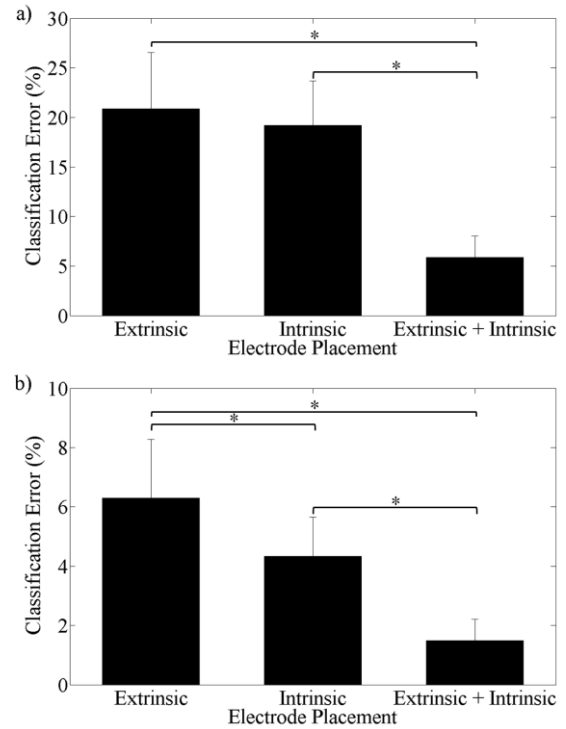 a)
30
25
20
15
10
5
0
Classification Error (%)
*
*
Extrinsic Intrinsic Extrinsic + Intrinsic
Electrode Placement
b)
10
8
6
4
2
0
Classification Error (%)
*
*
*
Extrinsic Intrinsic Extrinsic + Intrinsic
Electrode Placement